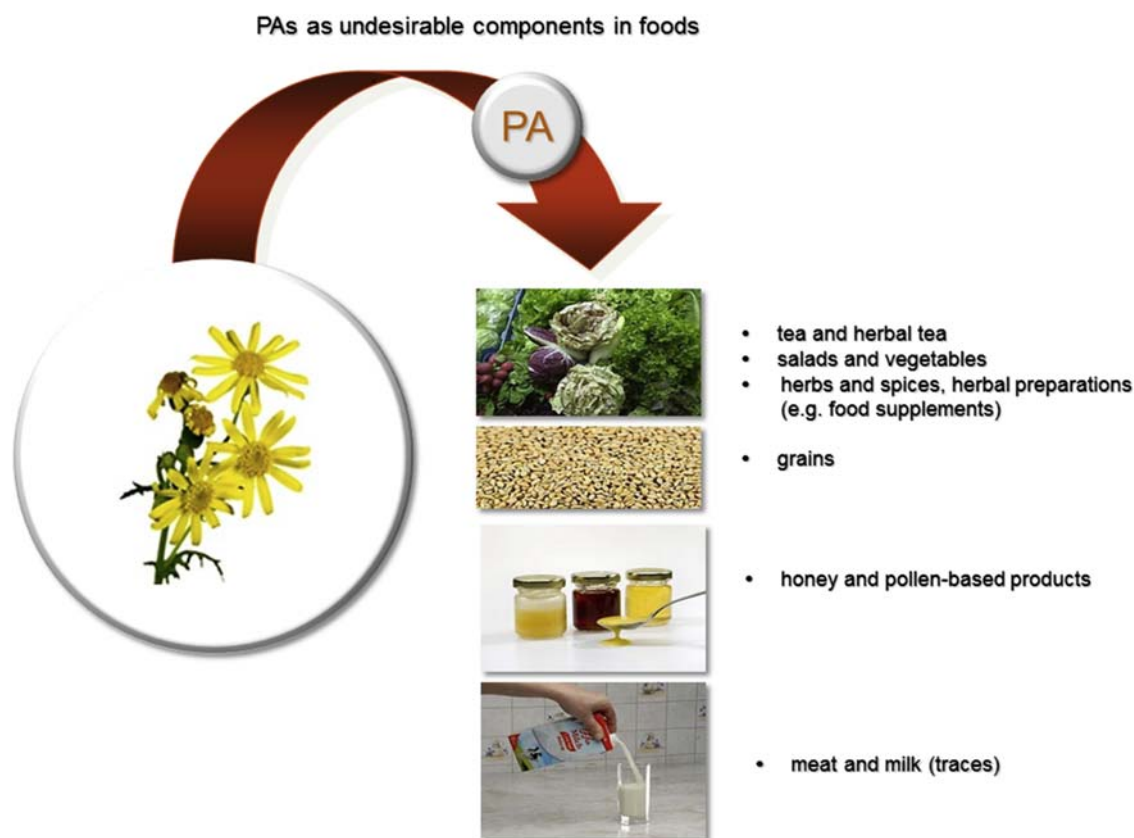 PAs as undesirable components in foods
PA
• tea and herbal tea
• salads and vegetables
• herbs and spices, herbal preparations
(e.g. food supplements)
• grains
• honey and pollen-based products
• meat and milk (traces)